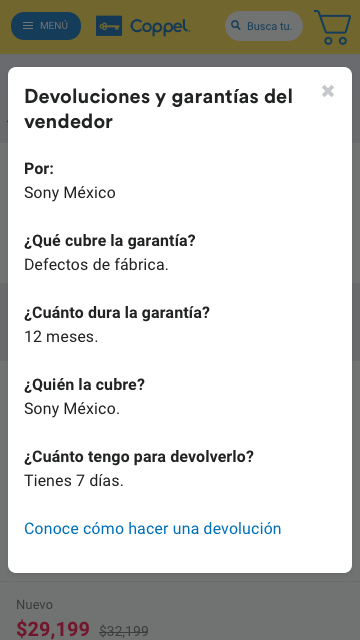 MENÚ
Coppel.
Busca tu.
Devoluciones y garantías del
vendedor
Por:
Sony México
¿Qué cubre la garantía?
Defectos de fábrica.
¿Cuánto dura la garantía?
12 meses.
¿Quién la cubre?
Sony México.
¿Cuánto tengo para devolverlo?
Tienes 7 días.
Conoce cómo hacer una devolución
Nuevo
$29,199 $32,199